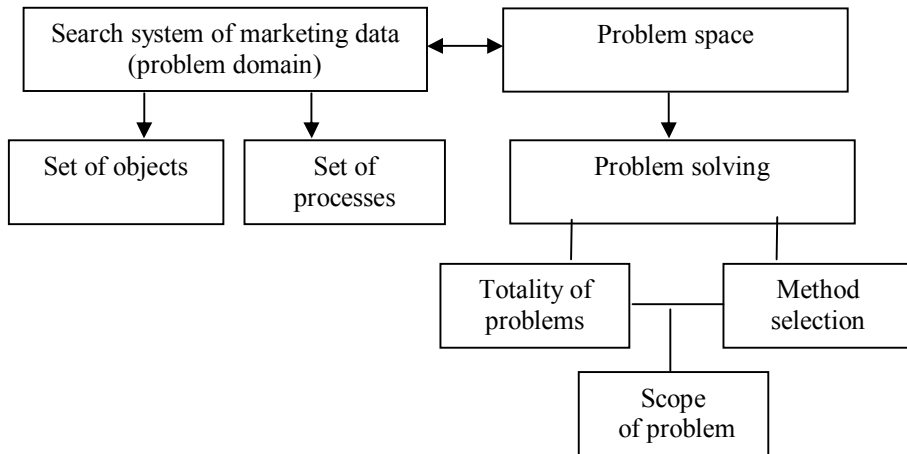 Search system of marketing data
(problem domain)
Problem space
Set of objects
Set of
processes
Problem solving
Totality of
problems
Method
selection
Scope
of problem